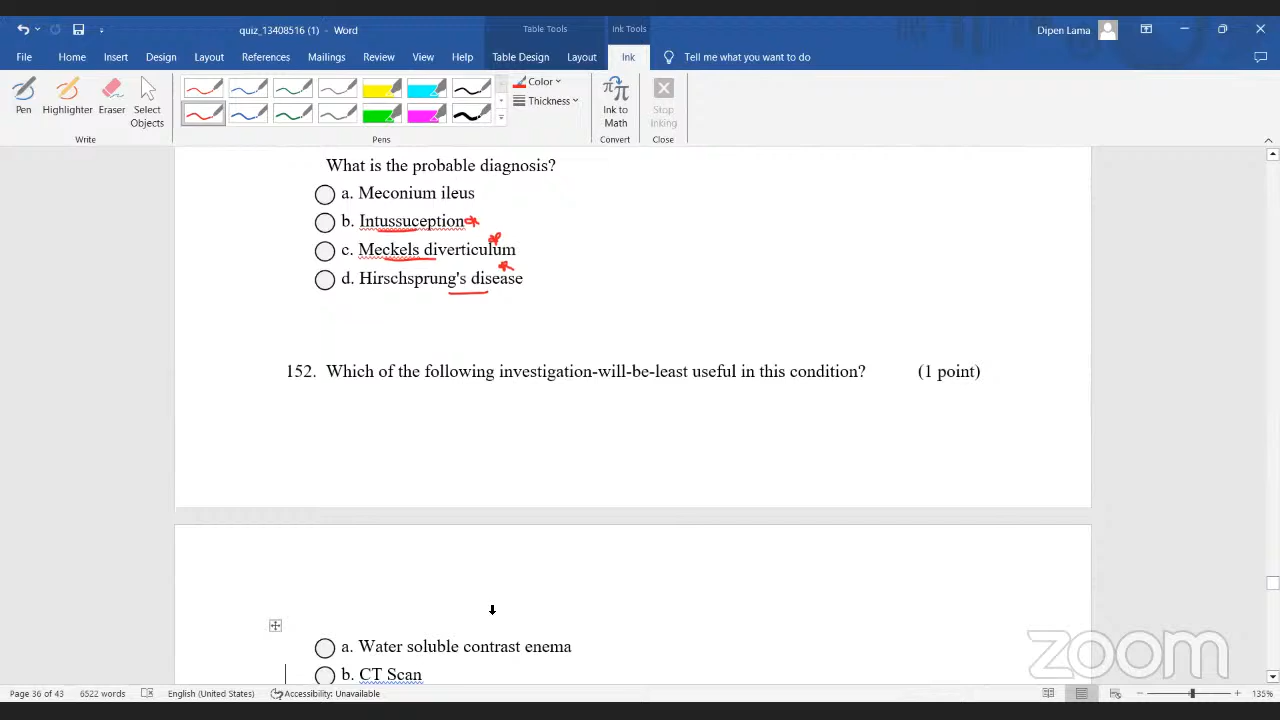 quiz_13408516 (1) - Word
Table Tools
Ink Tools
Dipen Lama
File Home Insert Design Layout References Mailings Review View Help Table Design Layout Ink Tell me what you want to do
Pen
Highlighter
Eraser
Select Objects
Color
Thickness
Ink to Math
Stop Inking
Write
Pens
Convert
Close
What is the probable diagnosis?
a. Meconium ileus
b. Intussuception
c. Meckels diverticulum
d. Hirschsprung's disease
152. Which of the following investigation-will-be-least useful in this condition? (1 point)
a. Water soluble contrast enema
b. CT Scan
zoom
Page 36 of 43 6522 words English (United States) Accessibility: Unavailable 135%